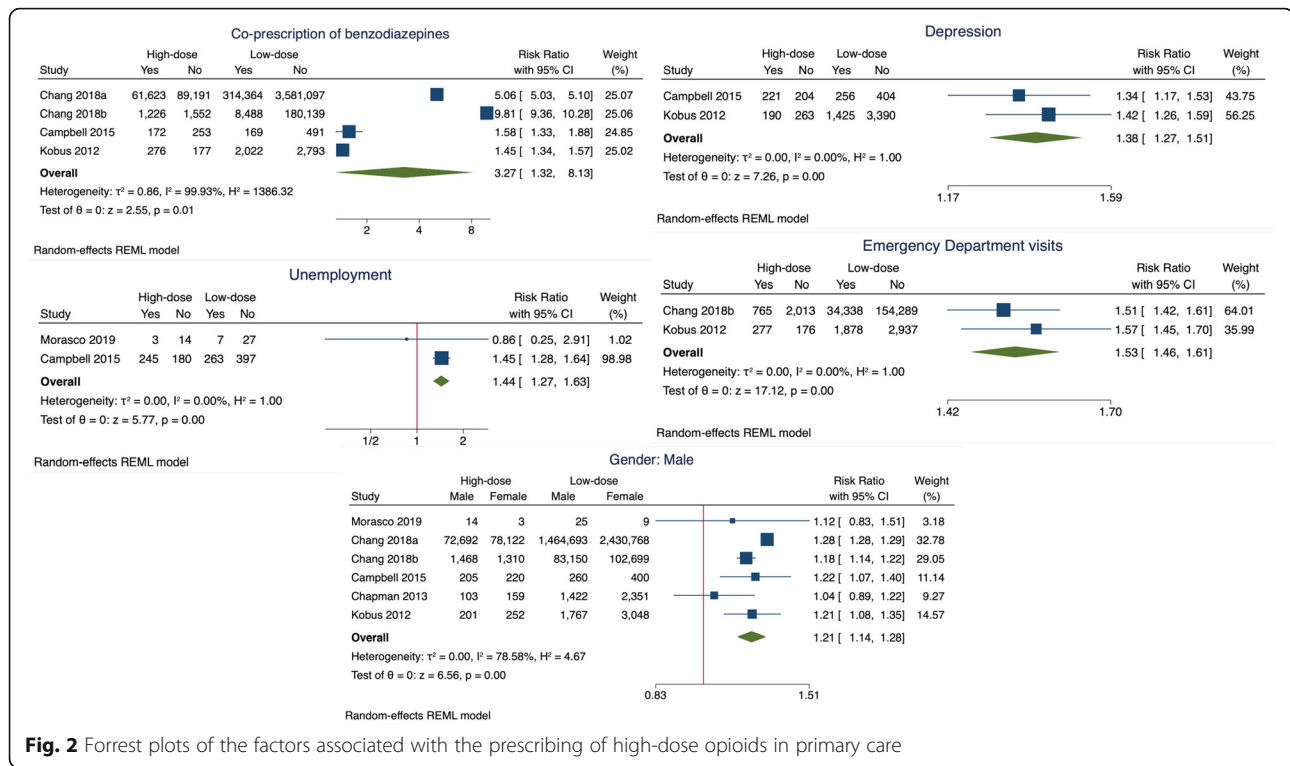 Co-prescription of benzodiazepines
High-dose Low-dose Risk Ratio Weight
Study Yes No Yes No with 95% CI (%)
Chang 2018a 61,623 89,191 314,364 3,581,097 5.06 [ 5.03, 5.10] 25.07
Chang 2018b 1,226 1,552 8,488 180,139 9.81 [ 9.36, 10.28] 25.06
Campbell 2015 172 253 169 491 1.58 [ 1.33, 1.88] 24.85
Kobus 2012 276 177 2,022 2,793 1.45 [ 1.34, 1.57] 25.02
Overall 3.27 [ 1.32, 8.13]
Heterogeneity: τ² = 0.86, I² = 99.93%, H² = 1386.32
Test of θ = 0: z = 2.55, p = 0.01
2 4 8
Random-effects REML model
Depression
High-dose Low-dose Risk Ratio Weight
Study Yes No Yes No with 95% CI (%)
Campbell 2015 221 204 256 404 1.34 [ 1.17, 1.53] 43.75
Kobus 2012 190 263 1,425 3,390 1.42 [ 1.26, 1.59] 56.25
Overall 1.38 [ 1.27, 1.51]
Heterogeneity: τ² = 0.00, I² = 0.00%, H² = 1.00
Test of θ = 0: z = 7.26, p = 0.00
1.17 1.59
Random-effects REML model
Unemployment
High-dose Low-dose Risk Ratio Weight
Study Yes No Yes No with 95% CI (%)
Morasco 2019 3 14 7 27 0.86 [ 0.25, 2.91] 1.02
Campbell 2015 245 180 263 397 1.45 [ 1.28, 1.64] 98.98
Overall 1.44 [ 1.27, 1.63]
Heterogeneity: τ² = 0.00, I² = 0.00%, H² = 1.00
Test of θ = 0: z = 5.77, p = 0.00
1/2 1 2
Random-effects REML model
Emergency Department visits
High-dose Low-dose Risk Ratio Weight
Study Yes No Yes No with 95% CI (%)
Chang 2018b 765 2,013 34,338 154,289 1.51 [ 1.42, 1.61] 64.01
Kobus 2012 277 176 1,878 2,937 1.57 [ 1.45, 1.70] 35.99
Overall 1.53 [ 1.46, 1.61]
Heterogeneity: τ² = 0.00, I² = 0.00%, H² = 1.00
Test of θ = 0: z = 17.12, p = 0.00
1.42 1.70
Random-effects REML model
Gender: Male
High-dose Low-dose Risk Ratio Weight
Study Male Female Male Female with 95% CI (%)
Morasco 2019 14 3 25 9 1.12 [ 0.83, 1.51] 3.18
Chang 2018a 72,692 78,122 1,464,693 2,430,768 1.28 [ 1.28, 1.29] 32.78
Chang 2018b 1,468 1,310 83,150 102,699 1.18 [ 1.14, 1.22] 29.05
Campbell 2015 205 220 260 400 1.22 [ 1.07, 1.40] 11.14
Chapman 2013 103 159 1,422 2,351 1.04 [ 0.89, 1.22] 9.27
Kobus 2012 201 252 1,767 3,048 1.21 [ 1.08, 1.35] 14.57
Overall 1.21 [ 1.14, 1.28]
Heterogeneity: τ² = 0.00, I² = 78.58%, H² = 4.67
Test of θ = 0: z = 6.56, p = 0.00
0.83 1.51
Random-effects REML model
Fig. 2 Forrest plots of the factors associated with the prescribing of high-dose opioids in primary care